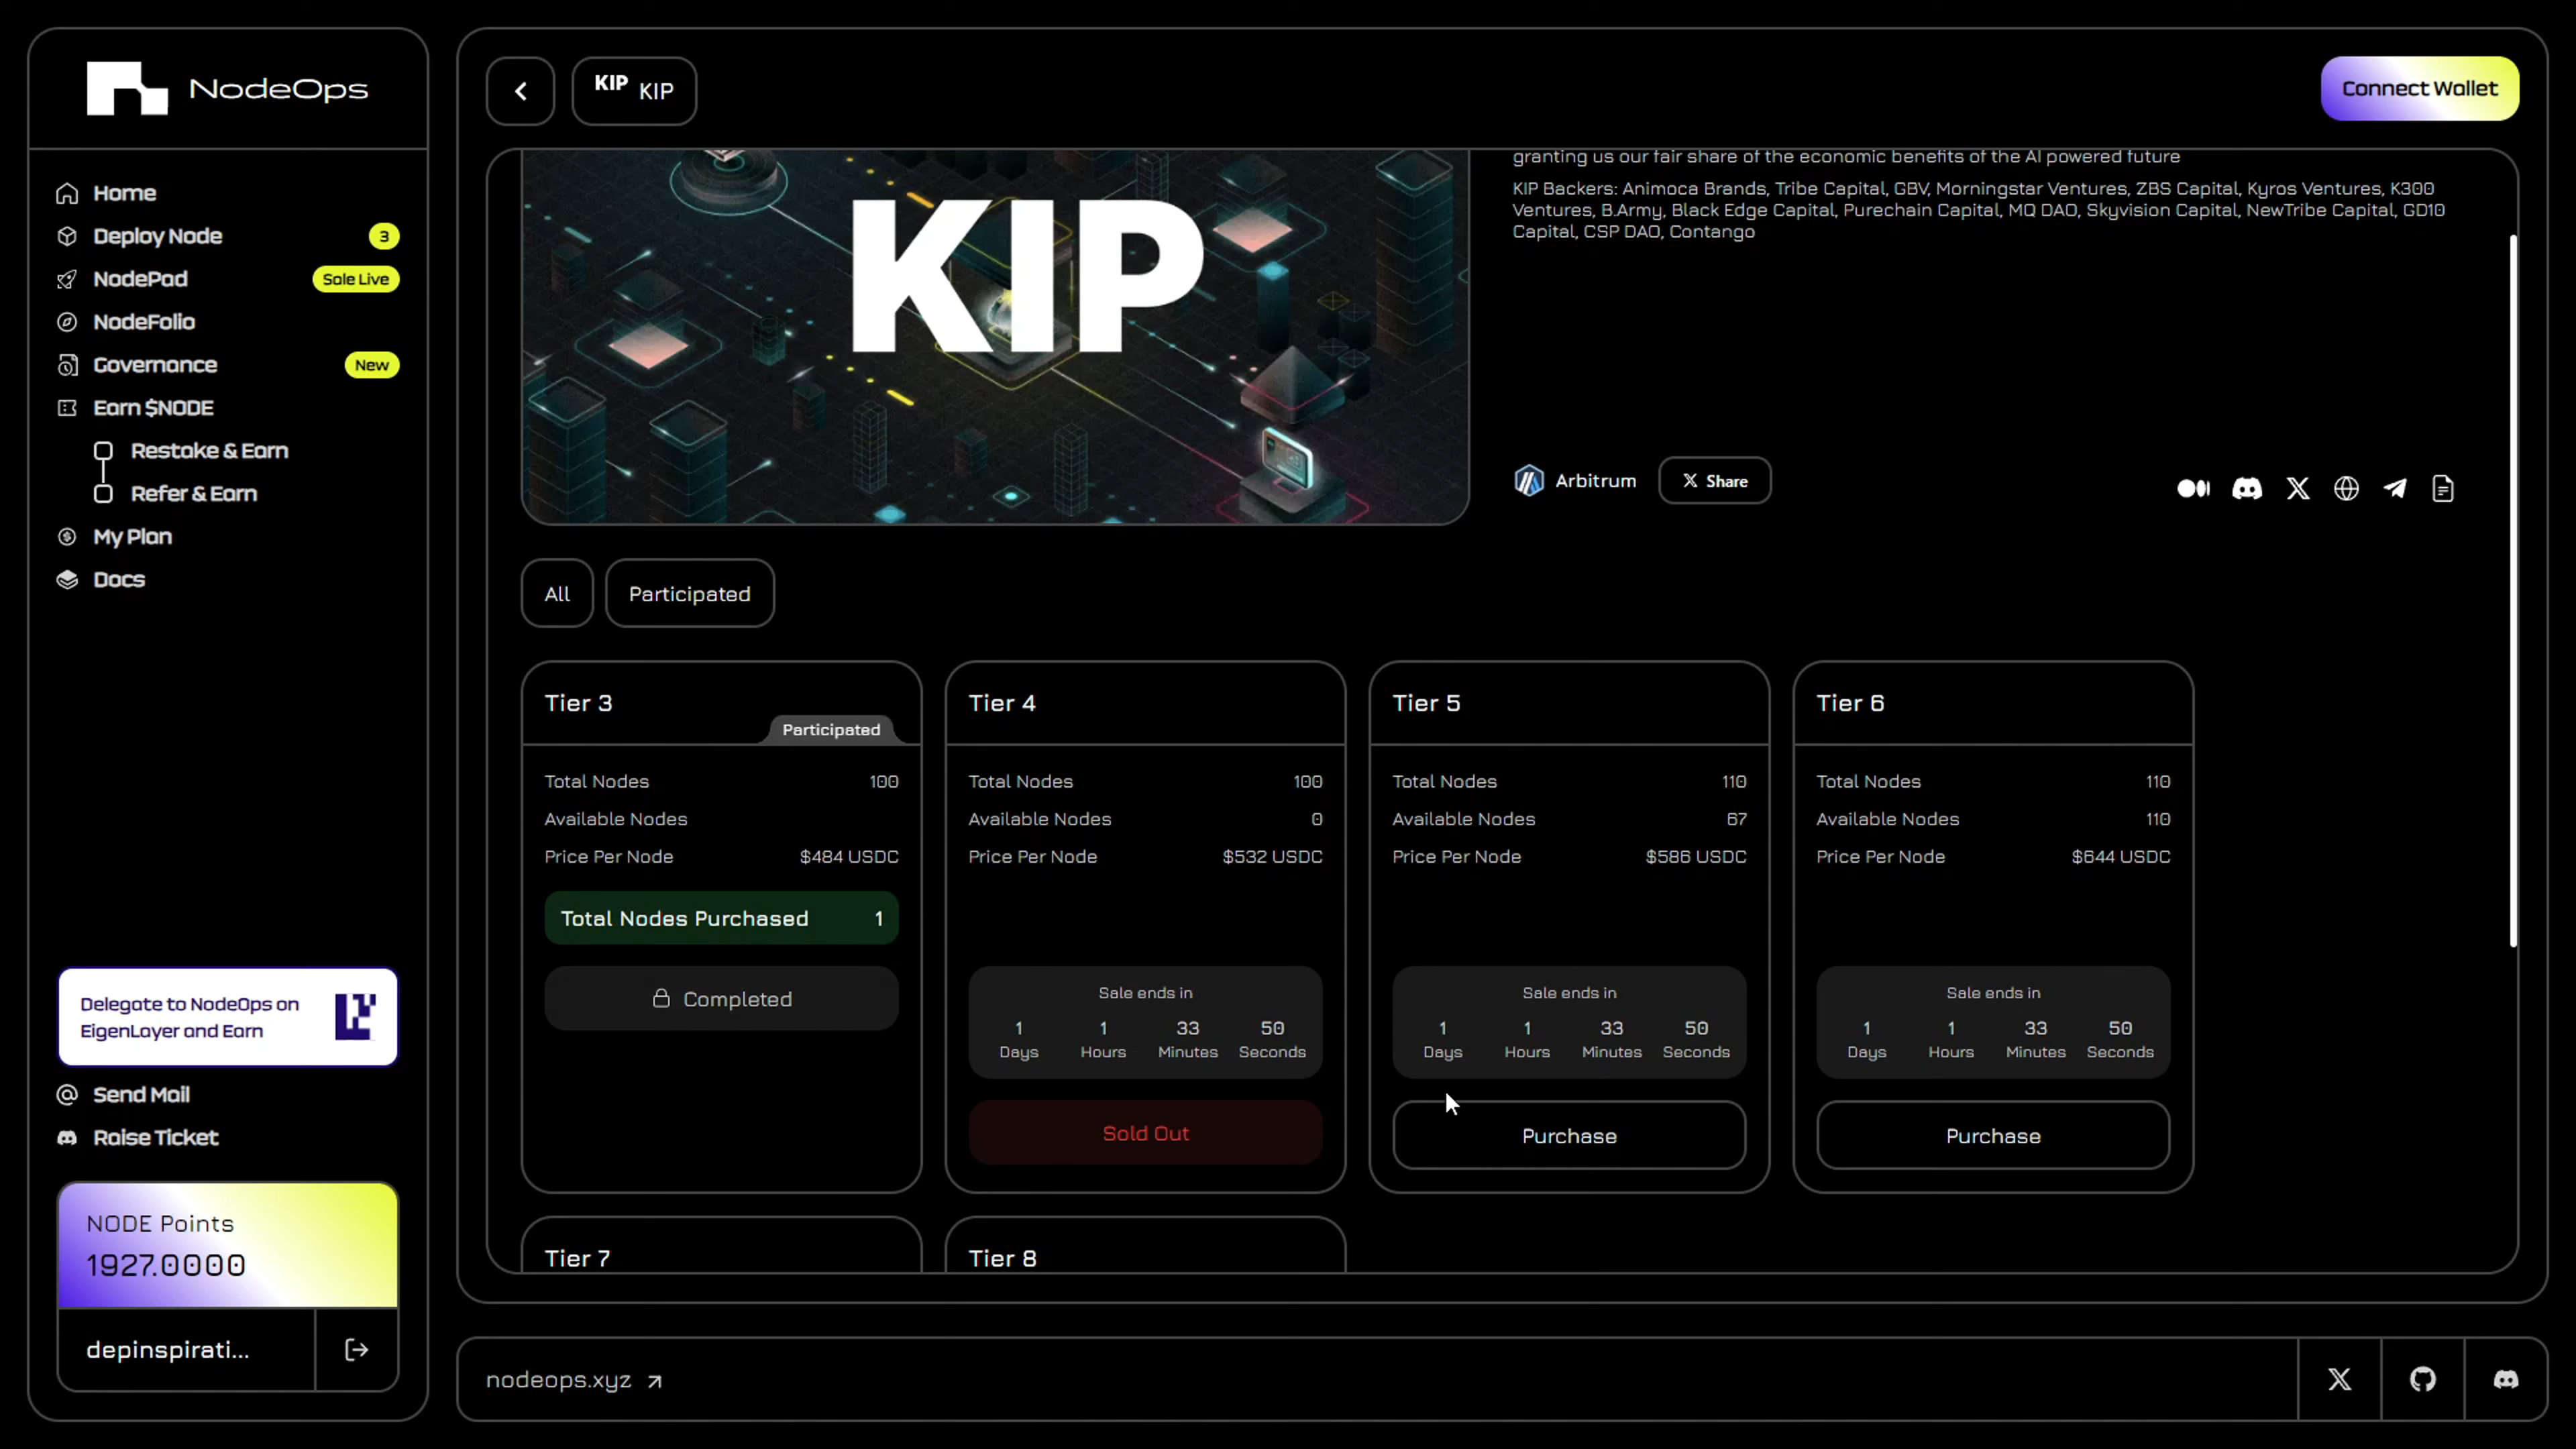 NodeOps
Home
Deploy Node
3
NodePad
Sale Live
NodeFolio
Governance
New
Earn $NODE
Restake & Earn
Refer & Earn
My Plan
Docs
Delegate to NodeOps on
EigenLayer and Earn
Send Mail
Raise Ticket
NODE Points
1927.0000
depinspirati...
KIP KIP
Connect Wallet
KIP
granting us our fair share of the economic benefits of the AI powered future
KIP Backers: Animoca Brands, Tribe Capital, GBV, Morningstar Ventures, ZBS Capital, Kyros Ventures, K300
Ventures, B.Army, Black Edge Capital, Purechain Capital, MQ DAO, Skyvision Capital, NewTribe Capital, GD10
Capital, CSP DAO, Contango
Arbitrum
X Share
All
Participated
Tier 3
Participated
Total Nodes 100
Available Nodes
Price Per Node $484 USDC
Total Nodes Purchased 1
Completed
Tier 4
Total Nodes 100
Available Nodes 0
Price Per Node $532 USDC
Sale ends in
1 1 33 50
Days Hours Minutes Seconds
Sold Out
Tier 5
Total Nodes 110
Available Nodes 67
Price Per Node $586 USDC
Sale ends in
1 1 33 50
Days Hours Minutes Seconds
Purchase
Tier 6
Total Nodes 110
Available Nodes 110
Price Per Node $644 USDC
Sale ends in
1 1 33 50
Days Hours Minutes Seconds
Purchase
Tier 7
Tier 8
nodeops.xyz